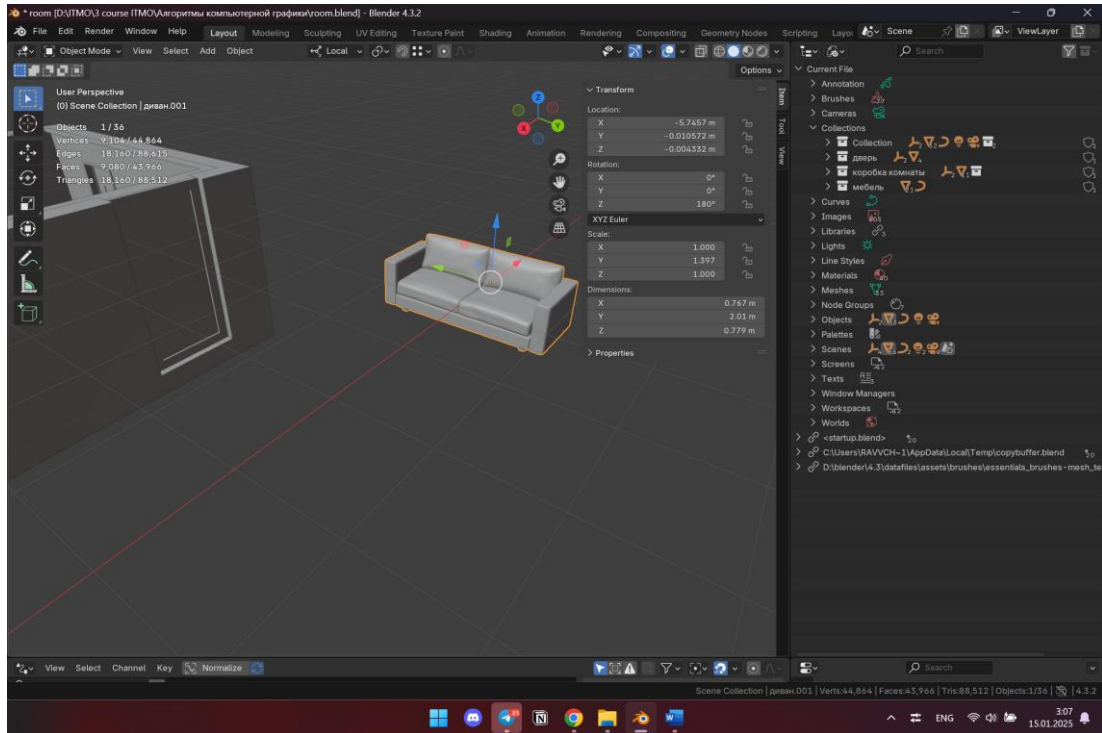 * room [D:\ITMO\3 course ITMO\Алгоритмы компьютерной графики\room.blend] - Blender 4.3.2
File Edit Render Window Help Layout Modeling Sculpting UV Editing Texture Paint Shading Animation Rendering Compositing Geometry Nodes Scripting Layou Scene ViewLayer
Object Mode View Select Add Object Local Search
Options
User Perspective
(0) Scene Collection | диван.001
Objects 1/36
Vertices 9,104/44,864
Edges 18,160/88,615
Faces 9,080/43,966
Triangles 18,160/88,512
X
Y
Z
Transform
Location:
X -5.7457 m
Y -0.010572 m
Z -0.004332 m
Rotation:
X 0°
Y 0°
Z 180°
XYZ Euler
Scale:
X 1.000
Y 1.397
Z 1.000
Dimensions:
X 0.767 m
Y 2.01 m
Z 0.779 m
Properties
Item
Tool
View
Current File
Annotation
Brushes
Cameras
Collections
Collection
дверь
коробка комнаты
мебель
Curves
Images
Libraries
Lights
Line Styles
Materials
Meshes
Node Groups
Objects
Palettes
Scenes
Screens
Texts
Window Managers
Workspaces
Worlds
<startup.blend>
C:\Users\RAVVCH~1\AppData\Local\Temp\copybuffer.blend
D:\blender\4.3\datafiles\assets\brushes\essentials_brushes-mesh_te
View Select Channel Key Normalize Search
Scene Collection | диван.001 | Verts:44,864 | Faces:43,966 | Tris:88,512 | Objects:1/36 | 4.3.2
ENG 3:07
15.01.2025